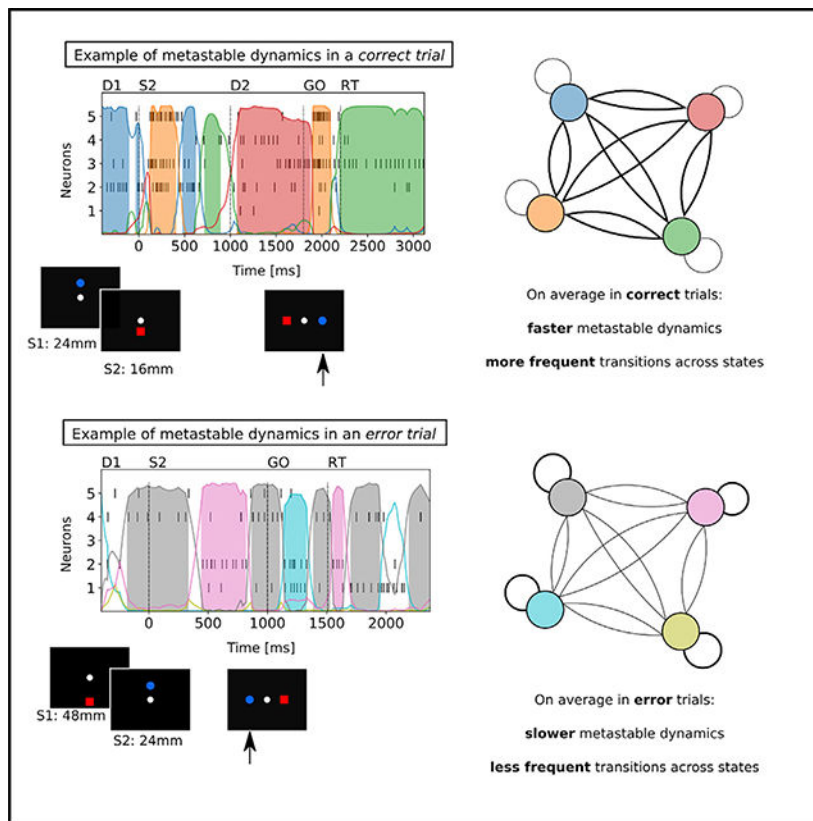 Example of metastable dynamics in a correct trial
D1 S2 D2 GO RT
Neurons
5
4
3
2
1
0 500 1000 1500 2000 2500 3000
Time [ms]
S1: 24mm
S2: 16mm
On average in correct trials:
faster metastable dynamics
more frequent transitions across states
Example of metastable dynamics in an error trial
D1 S2 GO RT
Neurons
5
4
3
2
1
0 500 1000 1500 2000
Time [ms]
S1: 48mm
S2: 24mm
On average in error trials:
slower metastable dynamics
less frequent transitions across states